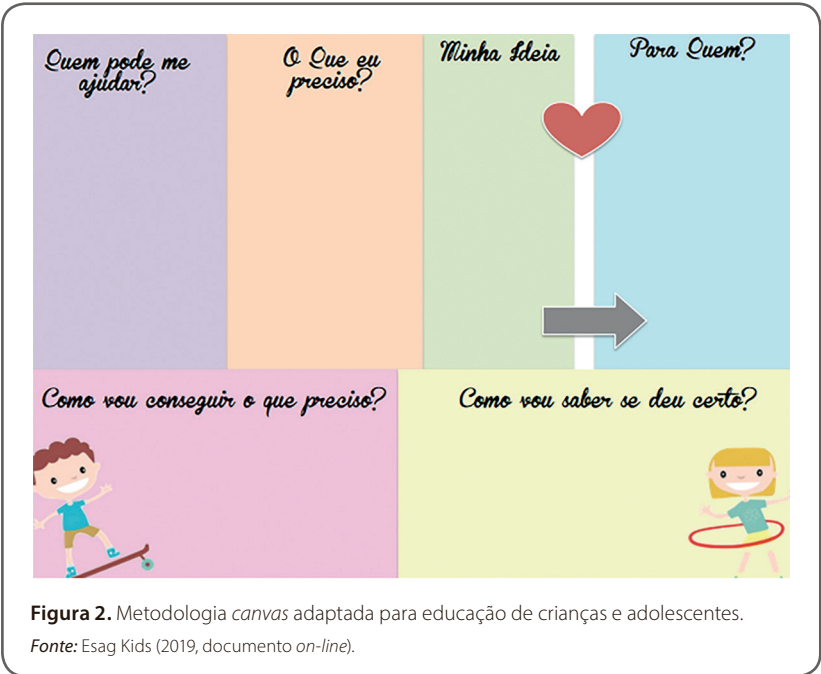 Quem pode me
ajudar?
O Que eu
preciso?
Minha Ideia
Para Quem?
Como vou conseguir o que preciso?
Como vou saber se deu certo?
Figura 2. Metodologia canvas adaptada para educação de crianças e adolescentes.
Fonte: Esag Kids (2019, documento on-line).